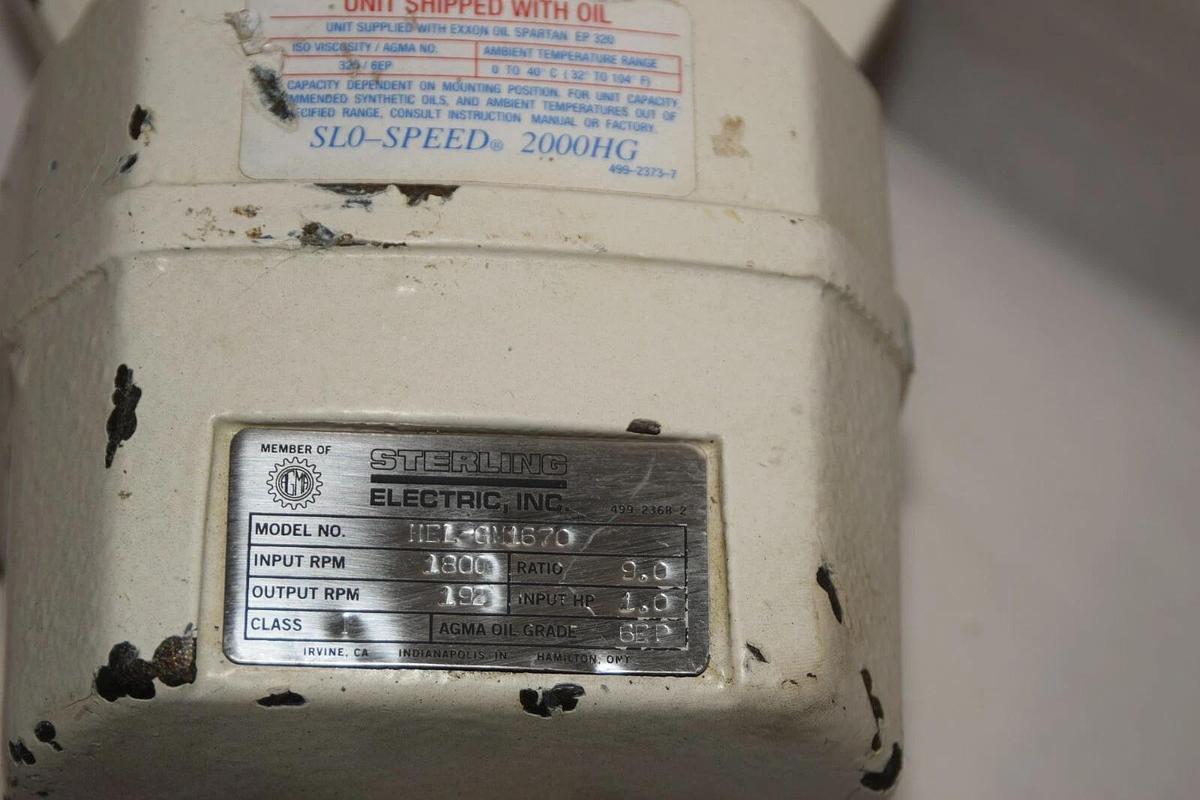 UNIT SHIPPED WITH OIL
UNIT SUPPLIED WITH EXXON OIL SPARTAN EP 320
ISO VISCOSITY / AGMA NO.
320 / 6EP
AMBIENT TEMPERATURE RANGE
0 TO 40° C (32° TO 104° F)
CAPACITY DEPENDENT ON MOUNTING POSITION. FOR UNIT CAPACITY
MMENDED SYNTHETIC OILS, AND AMBIENT TEMPERATURES OUT OF
ECIFIED RANGE, CONSULT INSTRUCTION MANUAL OR FACTORY.
SLO-SPEED® 2000HG
499-2373-7
MEMBER OF
AGMA
STERLING
ELECTRIC, INC.
499-2368-2
MODEL NO.
INPUT RPM 1800 RATIO 9.0
OUTPUT RPM INPUT HP 1.0
CLASS I AGMA OIL GRADE 6EP
IRVINE, CA INDIANAPOLIS, IN HAMILTON, ONT